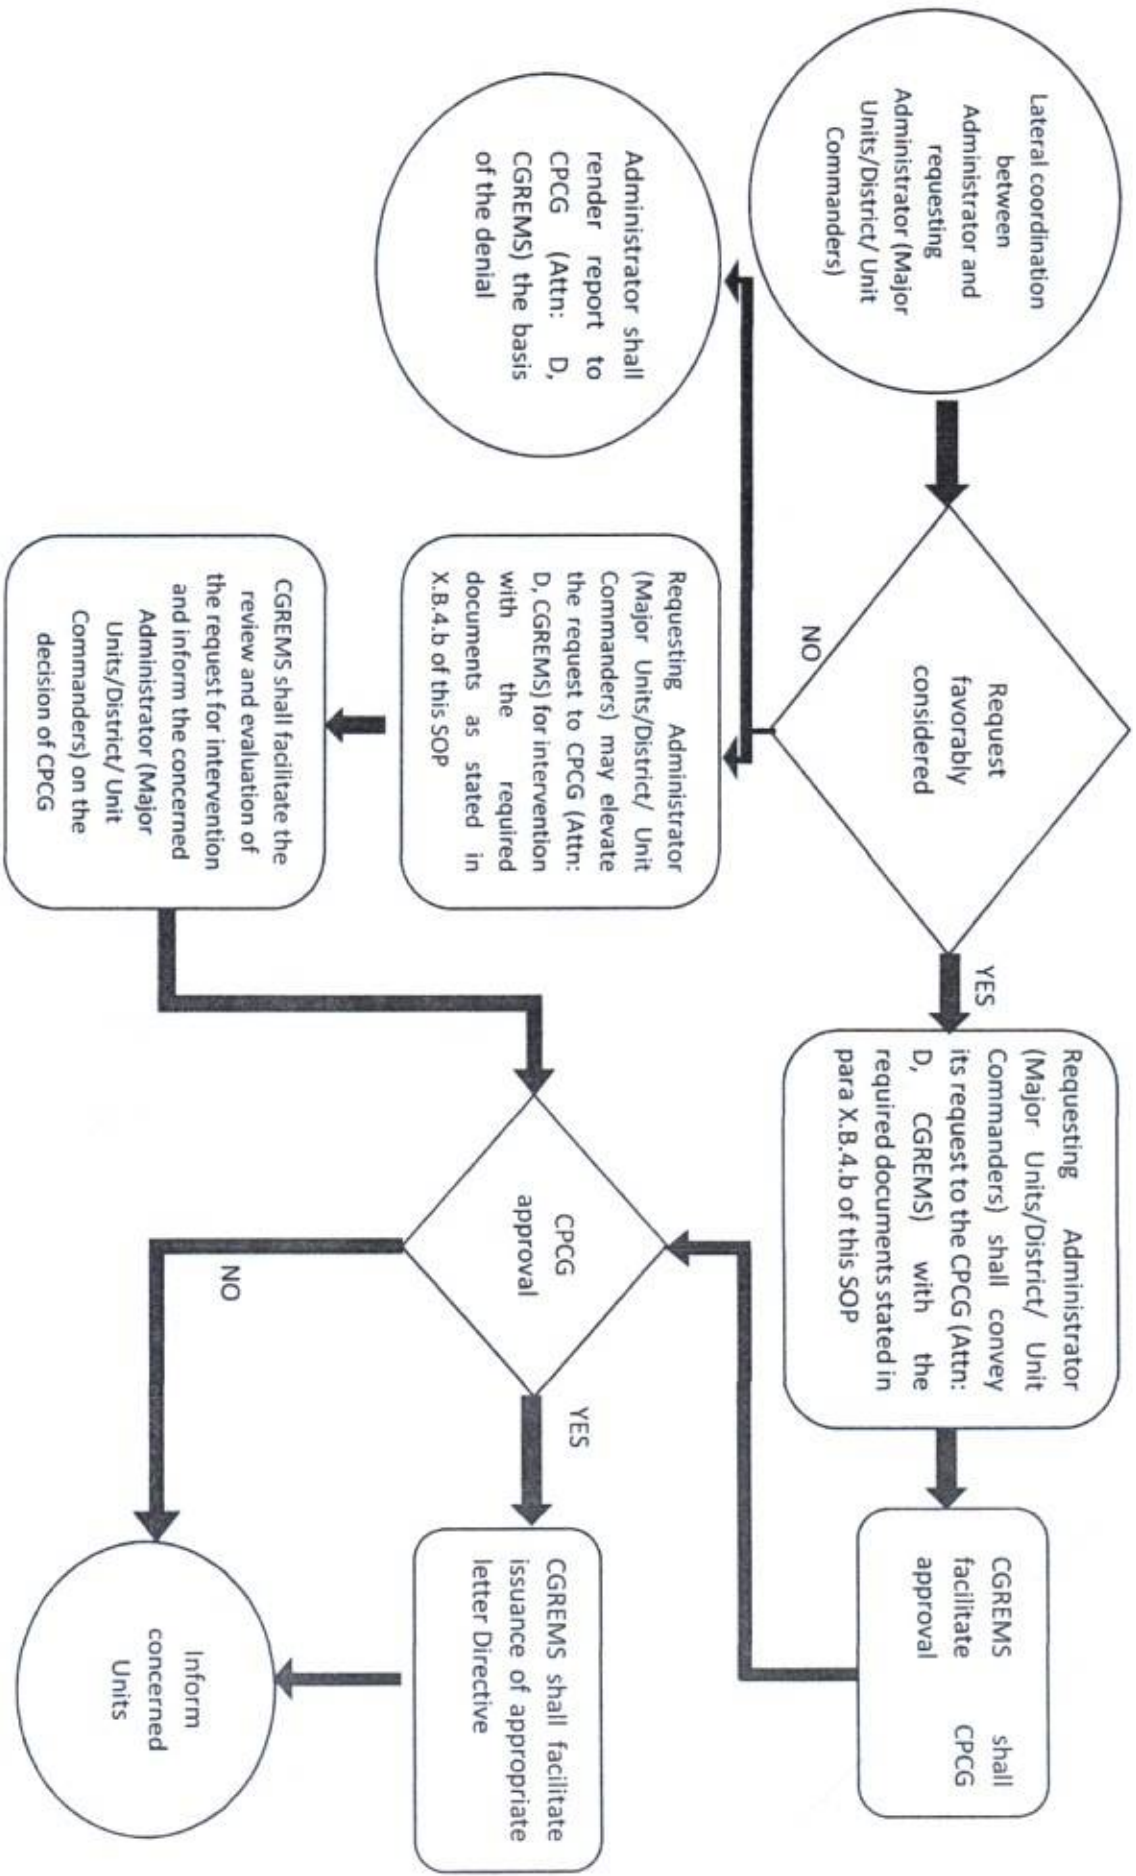 Lateral coordination
between
Administrator and
requesting
Administrator (Major
Units/District/ Unit
Commanders)
Request
favorably
considered
YES
Requesting Administrator
(Major Units/District/ Unit
Commanders) shall convey
its request to the CPCG (Attn:
D, CGREMS) with the
required documents stated in
para X.B.4.b of this SOP
CGREMS shall
facilitate CPCG
approval
NO
Administrator shall
render report to
CPCG (Attn: D,
CGREMS) the basis
of the denial
Requesting Administrator
(Major Units/District/ Unit
Commanders) may elevate
the request to CPCG (Attn:
D, CGREMS) for intervention
with the required
documents as stated in
X.B.4.b of this SOP
CPCG
approval
YES
CGREMS shall facilitate
issuance of appropriate
letter Directive
CGREMS shall facilitate the
review and evaluation of
the request for intervention
and inform the concerned
Administrator (Major
Units/District/ Unit
Commanders) on the
decision of CPCG
NO
Inform
concerned
Units